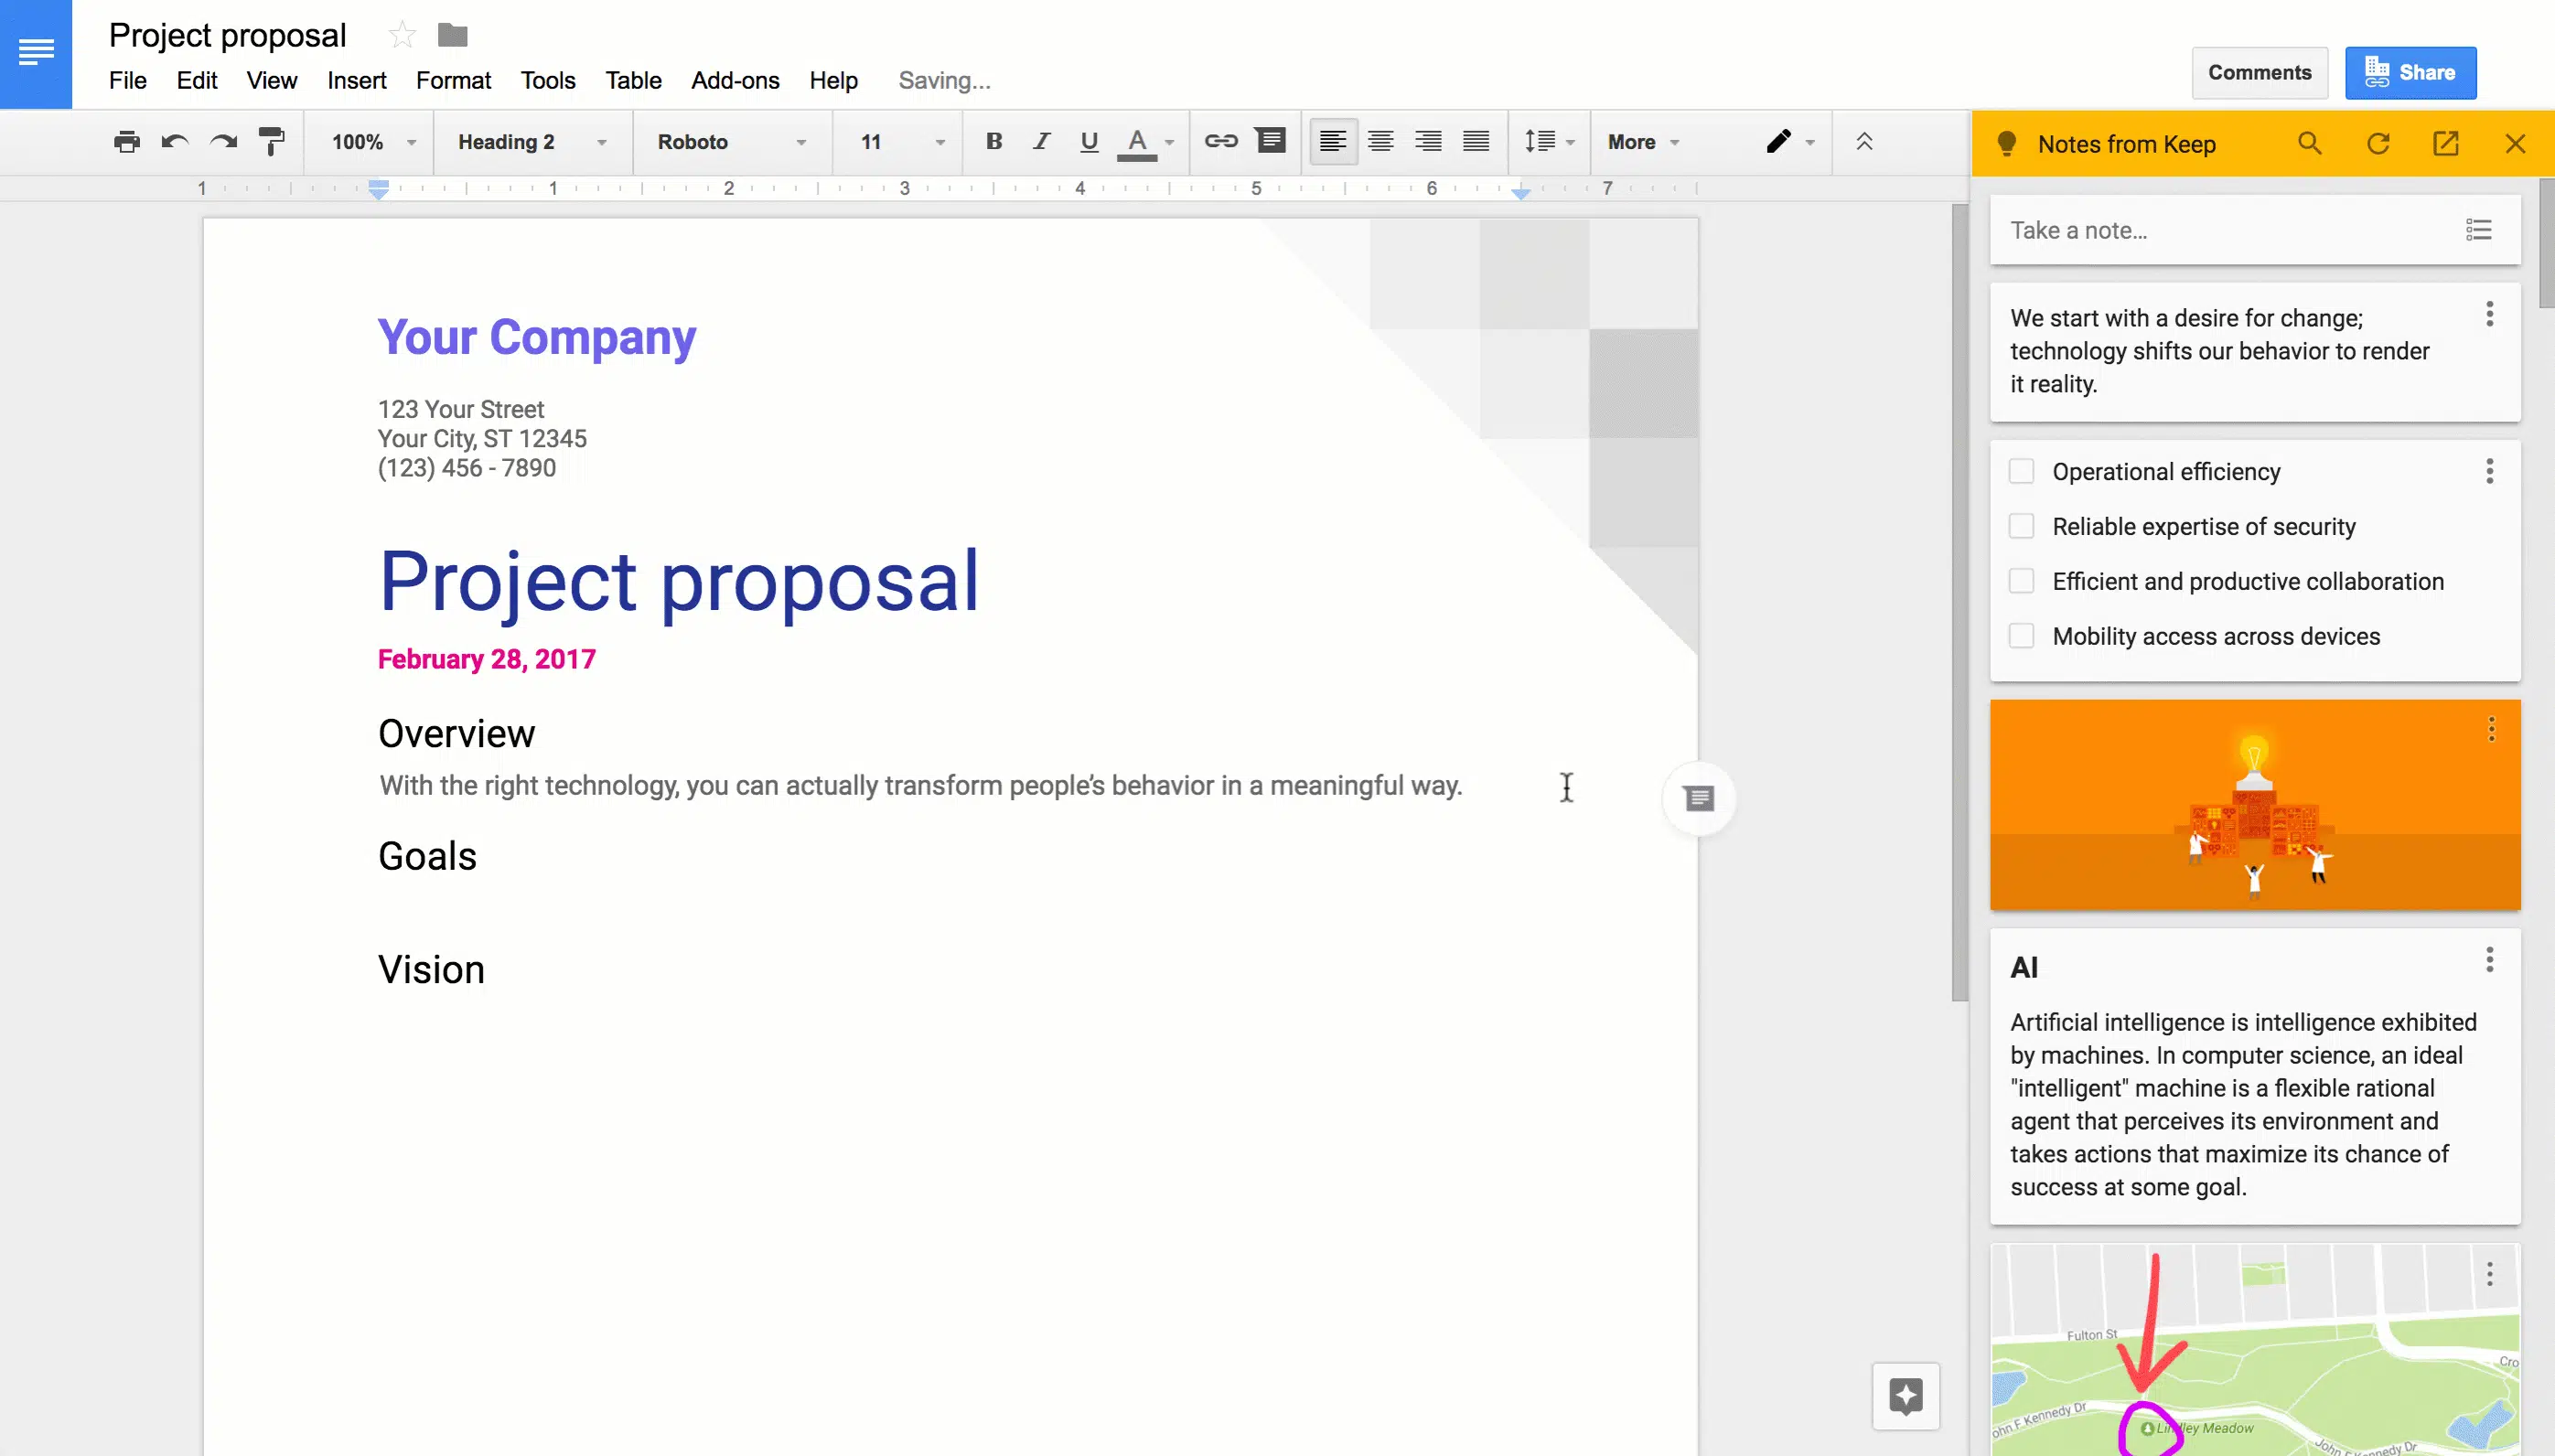 Project proposal
File Edit View Insert Format Tools Table Add-ons Help Saving...
Comments Share
100% Heading 2 Roboto 11 B I U A More
1 1 2 3 4 5 6 7
Your Company
123 Your Street
Your City, ST 12345
(123) 456 - 7890
Project proposal
February 28, 2017
Overview
With the right technology, you can actually transform people’s behavior in a meaningful way.
Goals
Vision
Notes from Keep
Take a note...
We start with a desire for change;
technology shifts our behavior to render
it reality.
Operational efficiency
Reliable expertise of security
Efficient and productive collaboration
Mobility access across devices
AI
Artificial intelligence is intelligence exhibited
by machines. In computer science, an ideal
"intelligent" machine is a flexible rational
agent that perceives its environment and
takes actions that maximize its chance of
success at some goal.
Fulton St
Cro
ohn F Kennedy Dr
Lindley Meadow
John F Kennedy Dr